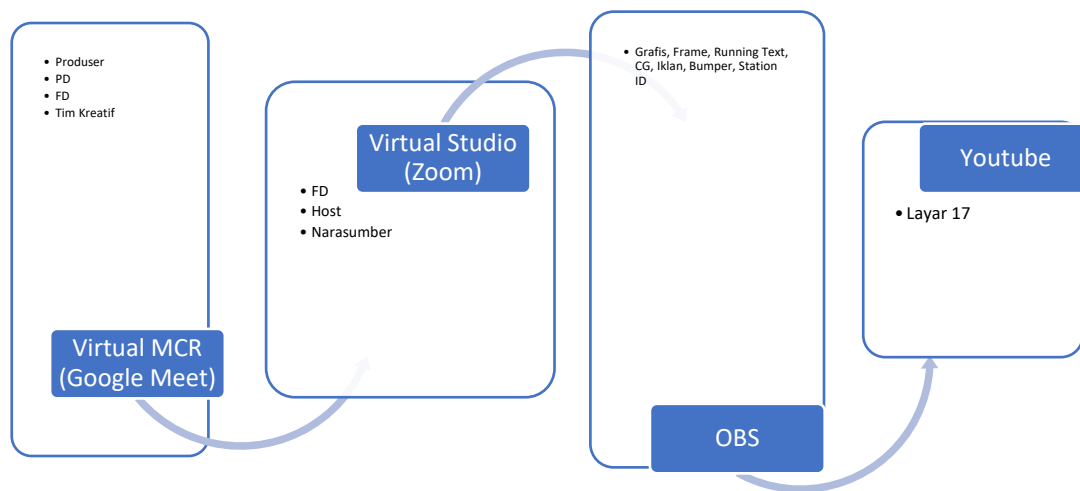 • Produser
• PD
• FD
• Tim Kreatif
Virtual MCR
(Google Meet)
Virtual Studio
(Zoom)
• FD
• Host
• Narasumber
• Grafis, Frame, Running Text,
CG, Iklan, Bumper, Station
ID
OBS
Youtube
• Layar 17